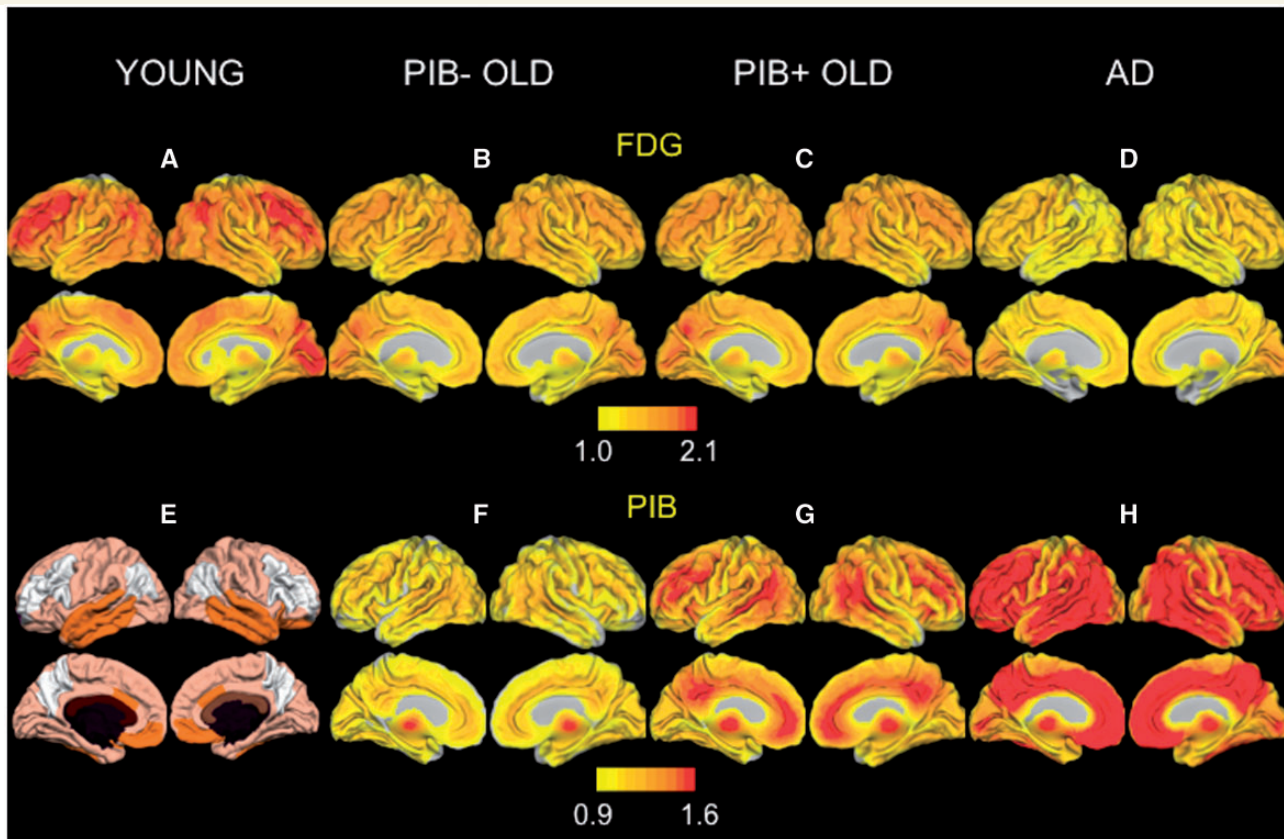 YOUNG PIB- OLD PIB+ OLD AD
FDG
A B C D
1.0 2.1
PIB
E F G H
0.9 1.6